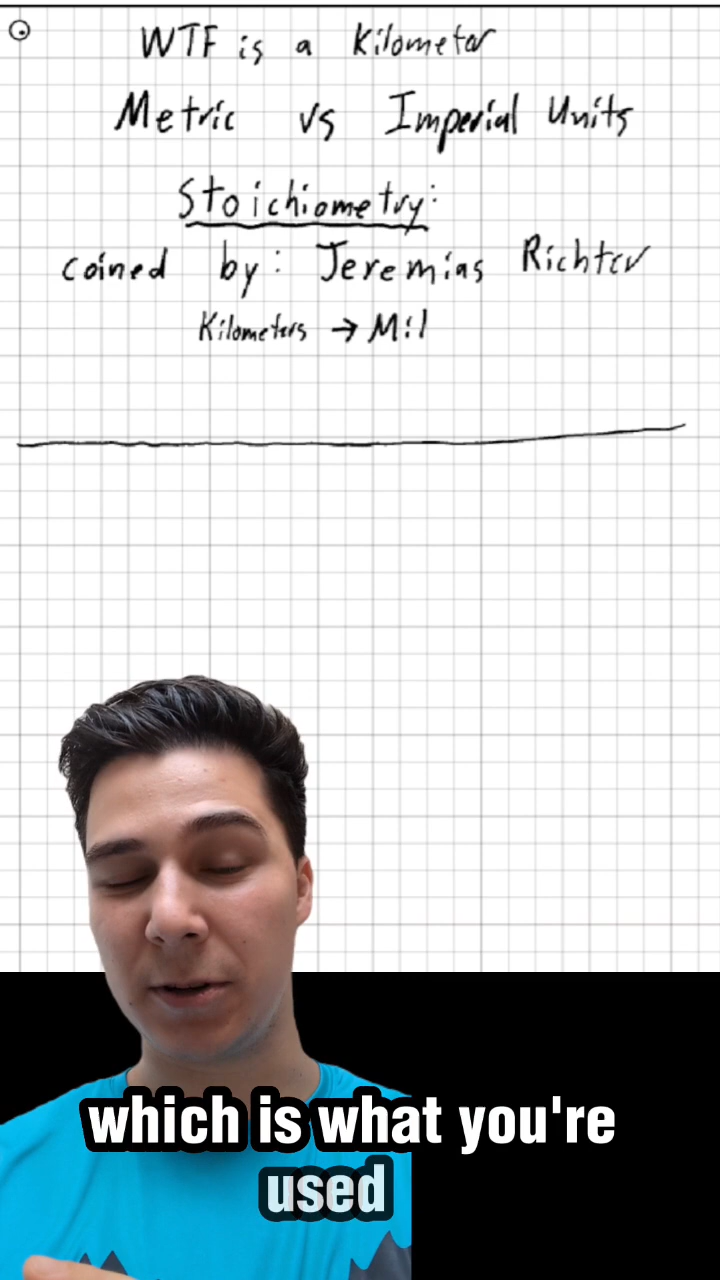 WTF is a Kilometer
Metric vs Imperial Units
Stoichiometry:
coined by: Jeremias Richter
Kilometers → Mil
which is what you're
used